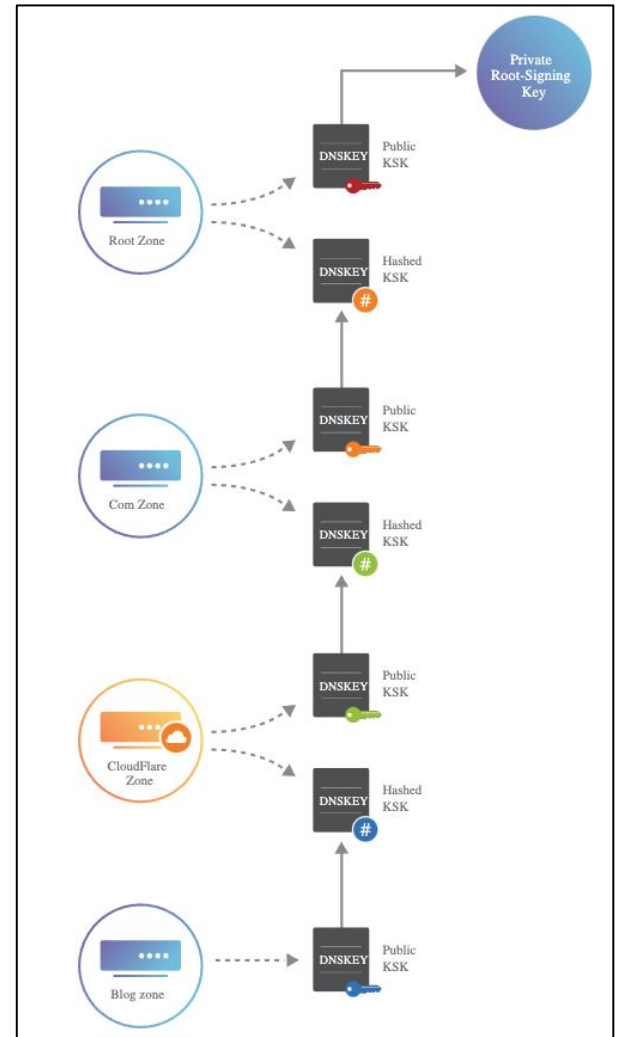 Private
Root-Signing
Key
DNSKEY
Public
KSK
Root Zone
DNSKEY
Hashed
KSK
#
DNSKEY
Public
KSK
Com Zone
DNSKEY
Hashed
KSK
#
DNSKEY
Public
KSK
CloudFlare
Zone
DNSKEY
Hashed
KSK
#
DNSKEY
Public
KSK
Blog zone